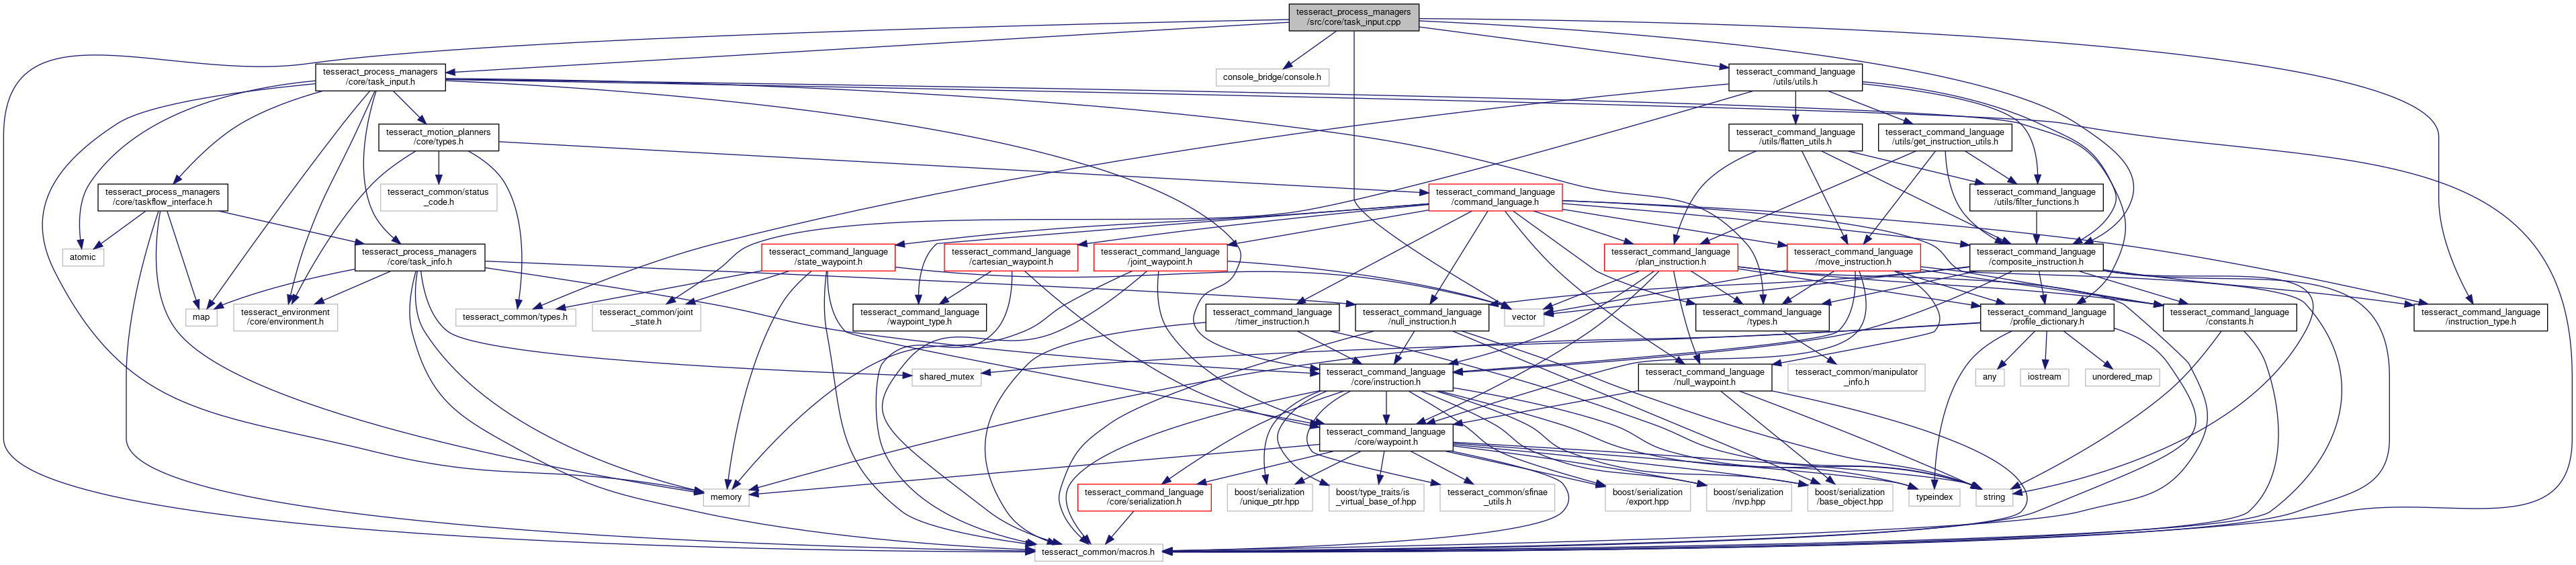 tesseract_process_managers
/src/core/task_input.cpp
tesseract_process_managers
/core/task_input.h
console_bridge/console.h
tesseract_command_language
/utils/utils.h
tesseract_motion_planners
/core/types.h
tesseract_command_language
/utils/flatten_utils.h
tesseract_command_language
/utils/get_instruction_utils.h
tesseract_process_managers
/core/taskflow_interface.h
tesseract_common/status
_code.h
tesseract_command_language
/command_language.h
tesseract_command_language
/utils/filter_functions.h
atomic
tesseract_process_managers
/core/task_info.h
tesseract_command_language
/state_waypoint.h
tesseract_command_language
/cartesian_waypoint.h
tesseract_command_language
/joint_waypoint.h
tesseract_command_language
/plan_instruction.h
tesseract_command_language
/move_instruction.h
tesseract_command_language
/composite_instruction.h
map
tesseract_environment
/core/environment.h
tesseract_common/types.h
tesseract_common/joint
_state.h
tesseract_command_language
/waypoint_type.h
tesseract_command_language
/timer_instruction.h
tesseract_command_language
/null_instruction.h
vector
tesseract_command_language
/types.h
tesseract_command_language
/profile_dictionary.h
tesseract_command_language
/constants.h
tesseract_command_language
/instruction_type.h
shared_mutex
tesseract_command_language
/core/instruction.h
tesseract_command_language
/null_waypoint.h
tesseract_common/manipulator
_info.h
any
iostream
unordered_map
tesseract_command_language
/core/waypoint.h
memory
tesseract_command_language
/core/serialization.h
boost/serialization
/unique_ptr.hpp
boost/type_traits/is
_virtual_base_of.hpp
tesseract_common/sfinae
_utils.h
boost/serialization
/export.hpp
boost/serialization
/nvp.hpp
boost/serialization
/base_object.hpp
typeindex
string
tesseract_common/macros.h